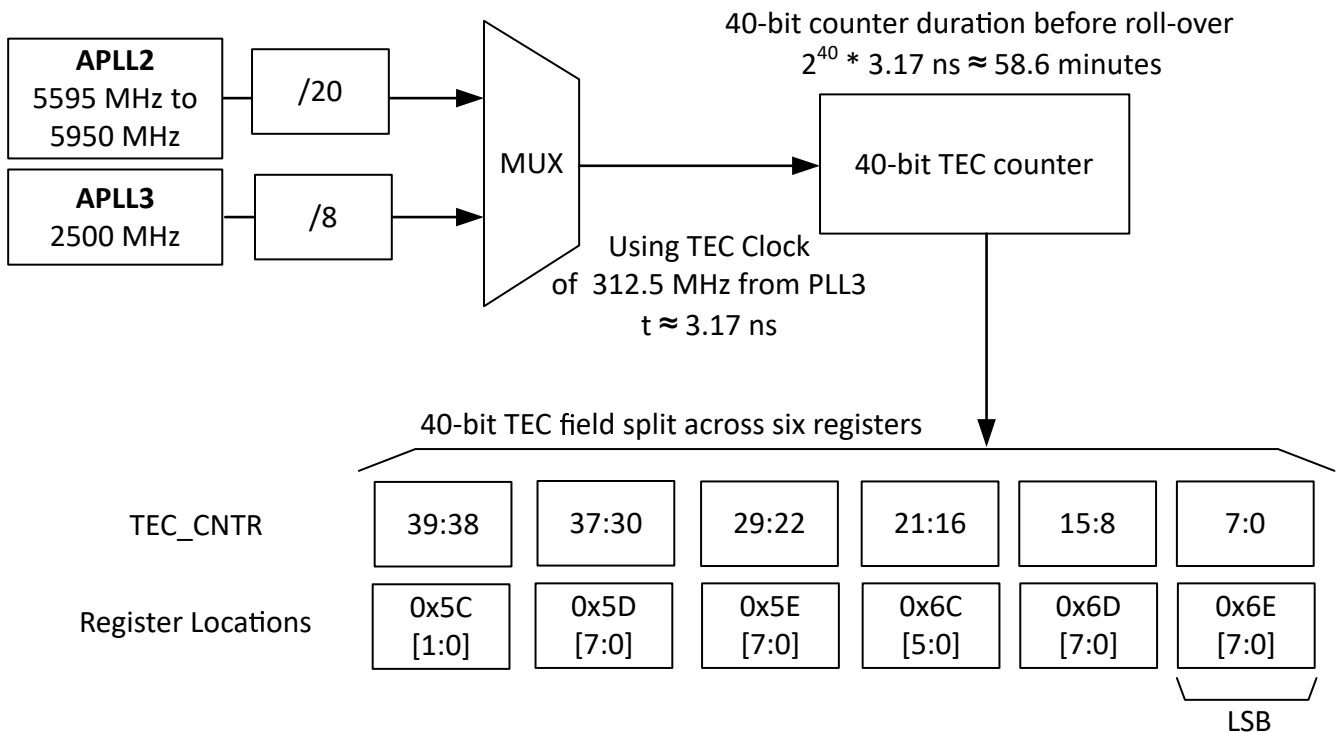 40-bit counter duration before roll-over
2^40 * 3.17 ns ≈ 58.6 minutes
APLL2
5595 MHz to
5950 MHz
/20
MUX
40-bit TEC counter
APLL3
2500 MHz
/8
Using TEC Clock
of 312.5 MHz from PLL3
t ≈ 3.17 ns
40-bit TEC field split across six registers
TEC_CNTR
39:38
37:30
29:22
21:16
15:8
7:0
Register Locations
0x5C
[1:0]
0x5D
[7:0]
0x5E
[7:0]
0x6C
[5:0]
0x6D
[7:0]
0x6E
[7:0]
LSB